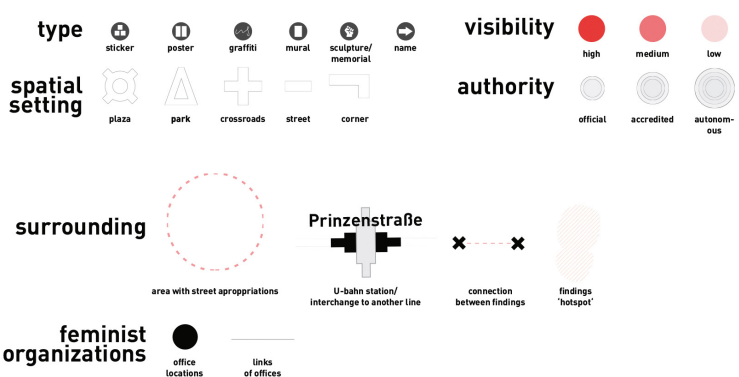 type
sticker
poster
graffiti
mural
sculpture/
memorial
name
visibility
high
medium
low
spatial
setting
plaza
park
crossroads
street
corner
authority
official
accredited
autonom-
ous
surrounding
area with street aproppriations
Prinzenstraße
U-bahn station/
interchange to another line
connection
between findings
findings
'hotspot'
feminist
organizations
office
locations
links
of offices